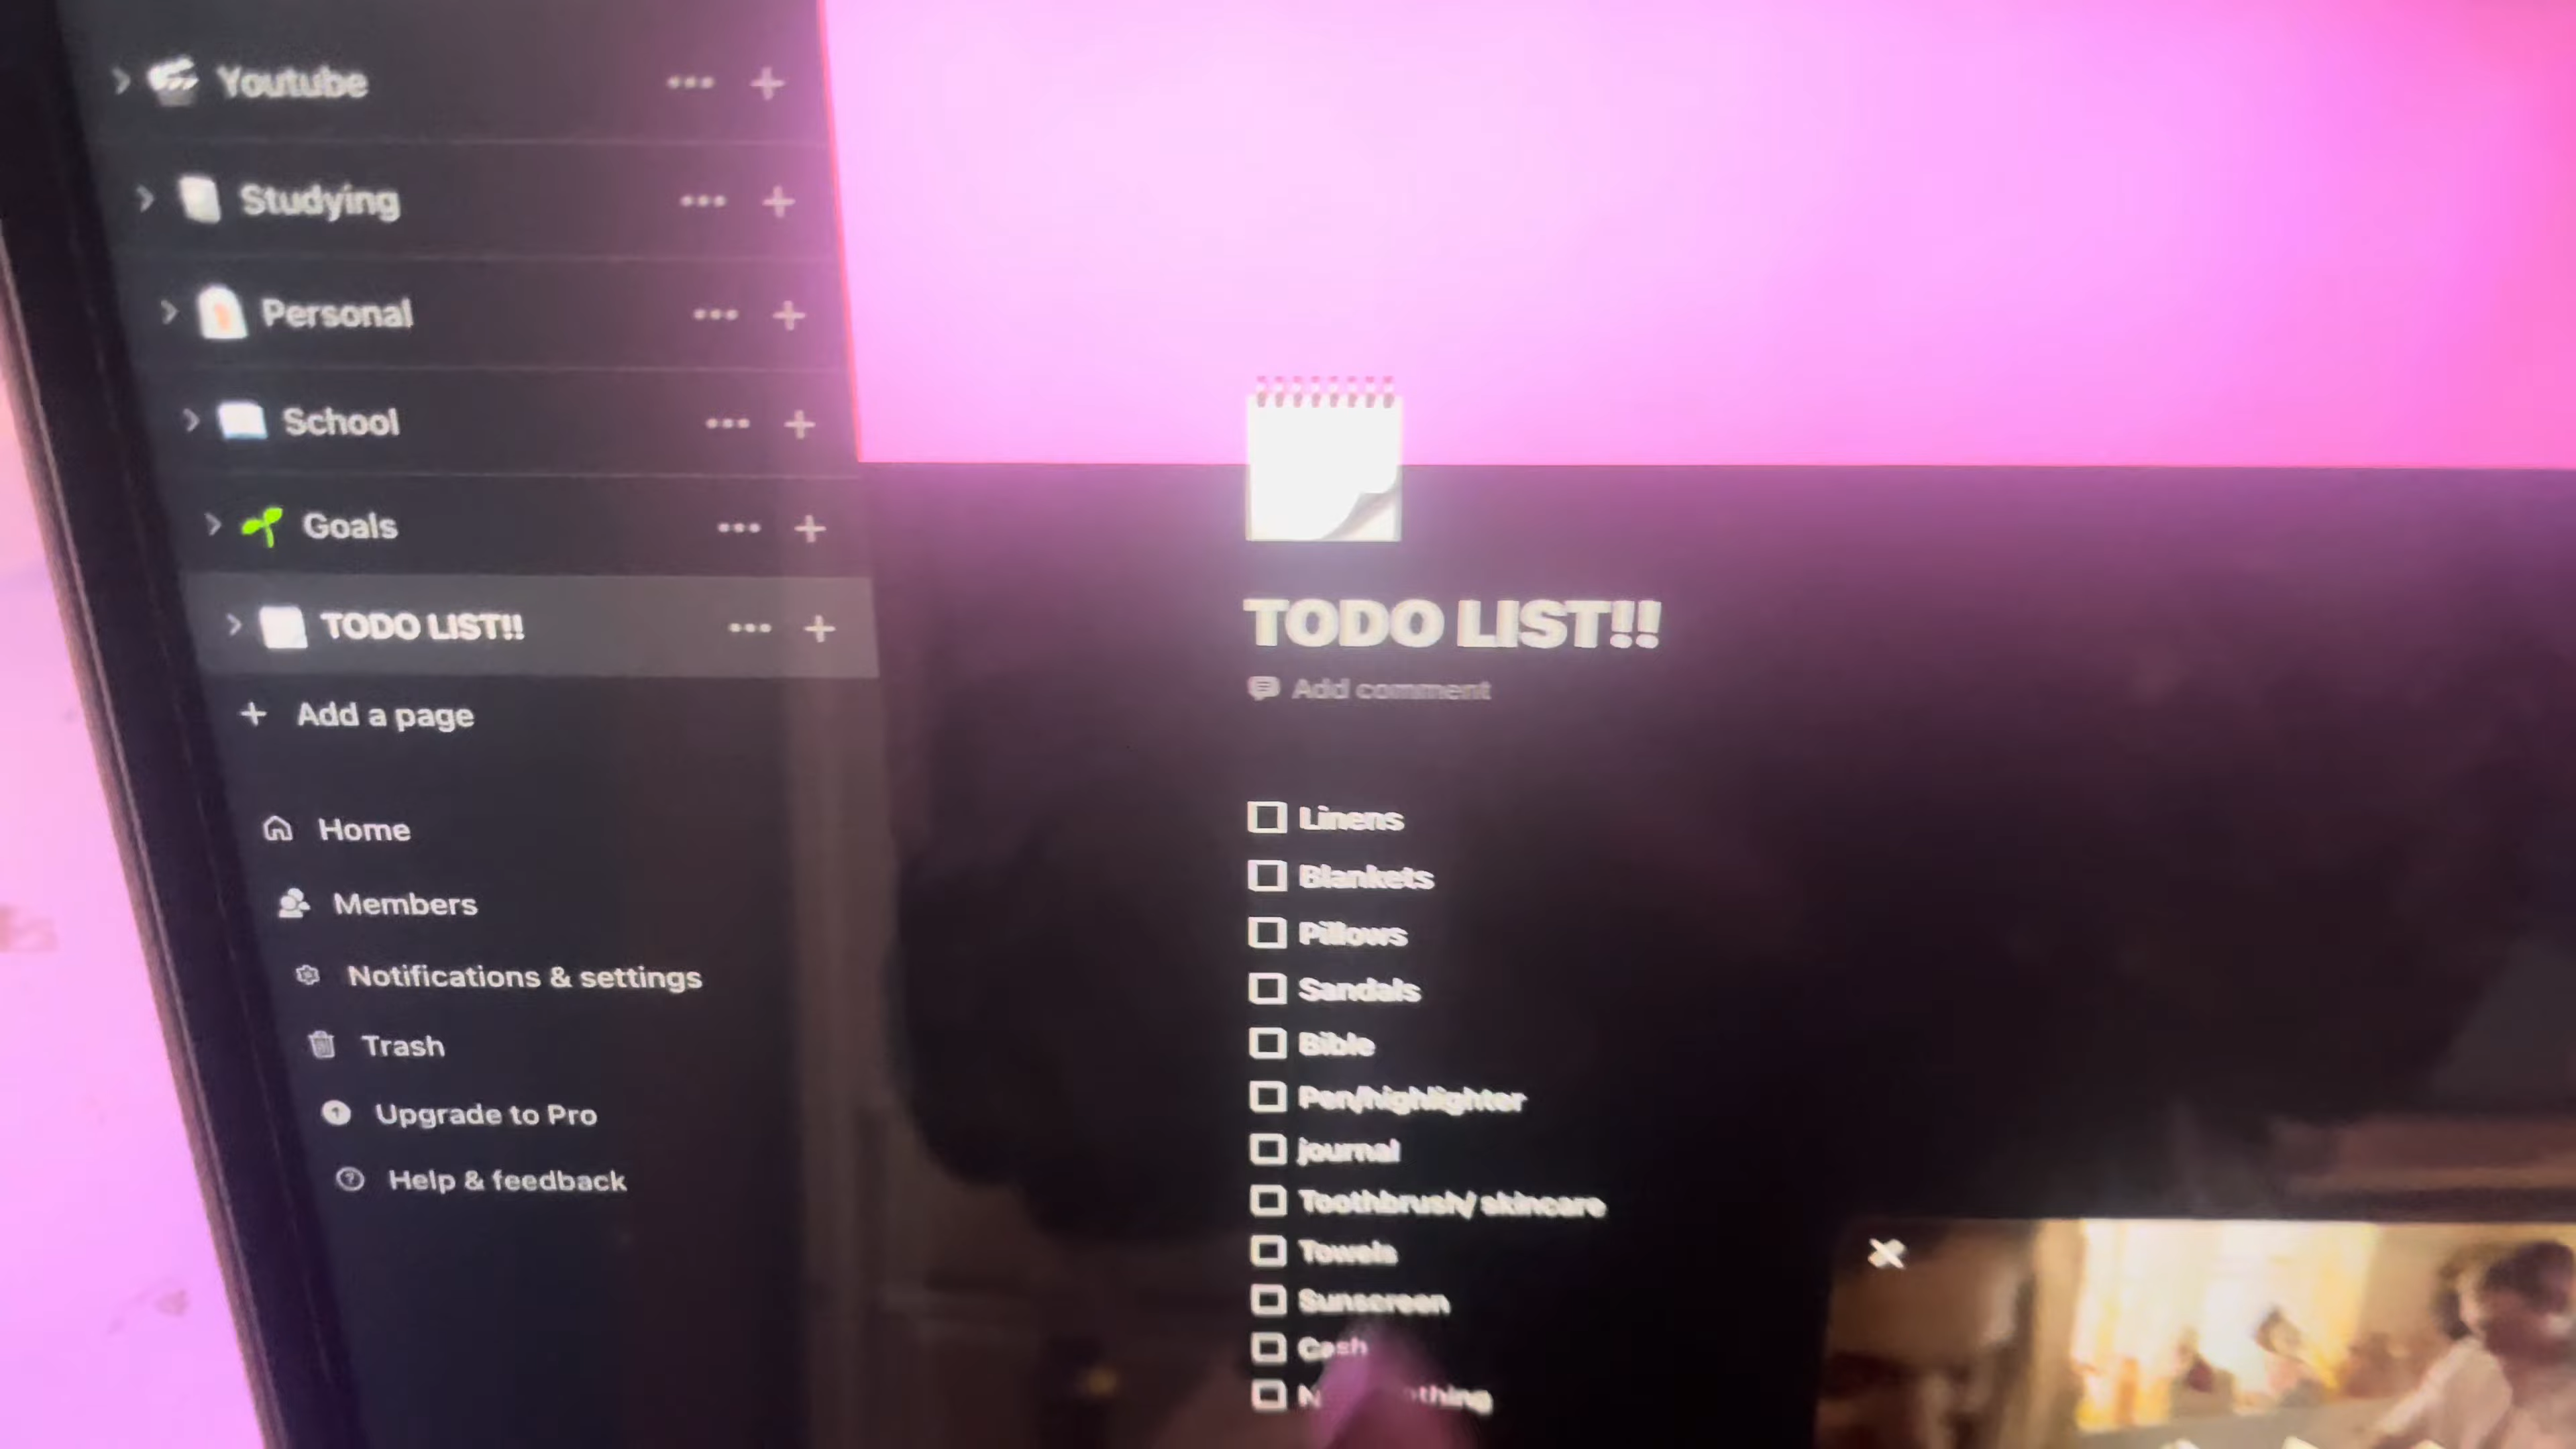 Youtube
Studying
Personal
School
Goals
TODO LIST!!
Add a page
Home
Members
Notifications & settings
Trash
Upgrade to Pro
Help & feedback
TODO LIST!!
Add comment
Linens
Blankets
Pillows
Sandals
Bible
Pen/highlighter
journal
Toothbrush/ skincare
Towels
Sunscreen
Cash